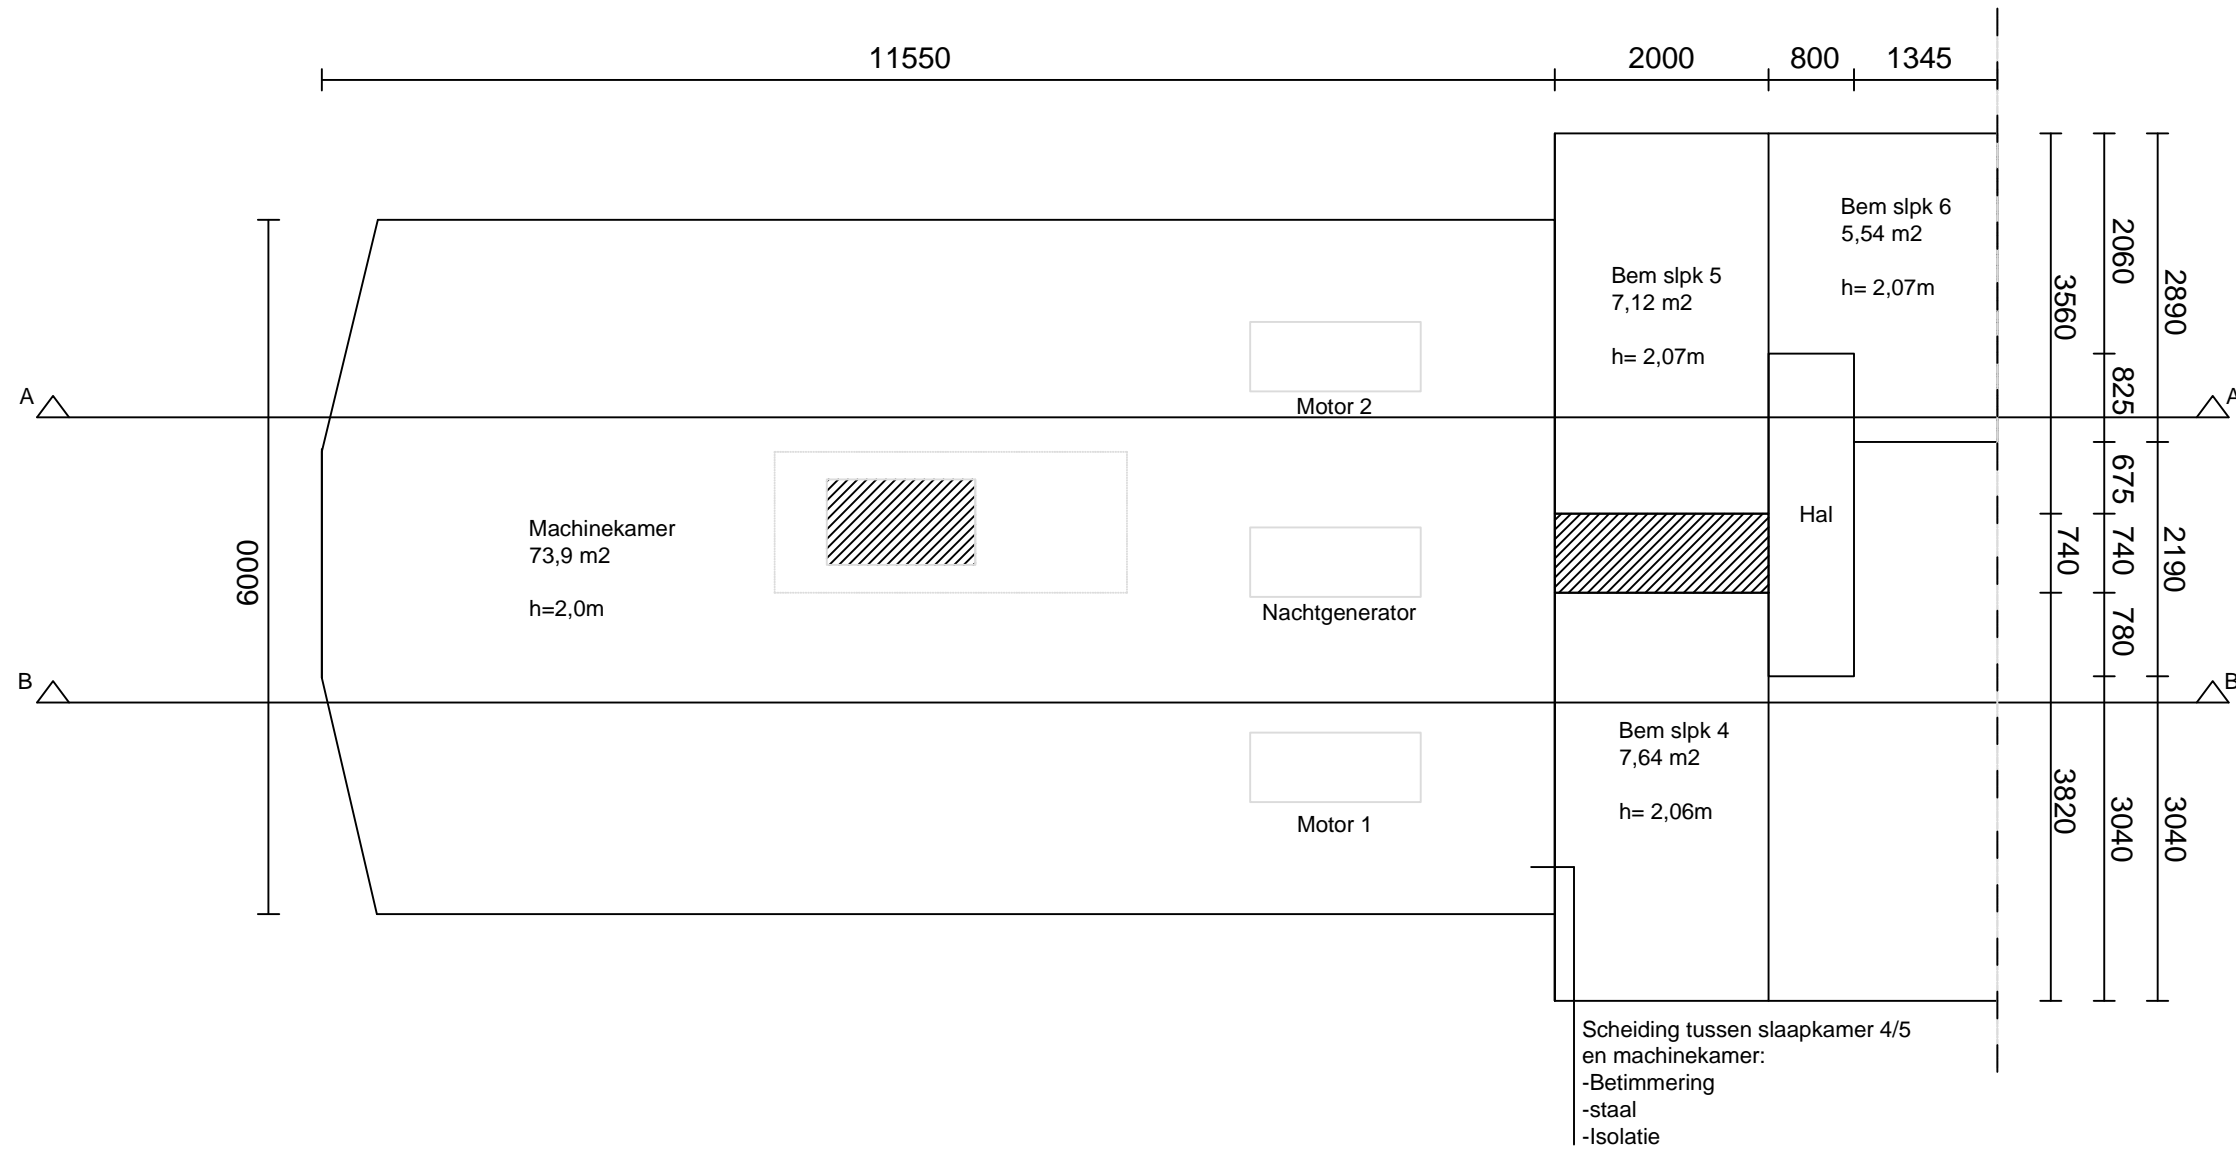 11550
2000
800
1345
Bem slpk 6
5,54 m2
h= 2,07m
Bem slpk 5
7,12 m2
h= 2,07m
2060
2890
3560
825
A
A
Motor 2
675
Hal
Machinekamer
73,9 m2
h=2,0m
6000
740
740
2190
Nachtgenerator
780
B
B
Bem slpk 4
7,64 m2
h= 2,06m
3820
3040
3040
Motor 1
Scheiding tussen slaapkamer 4/5
en machinekamer:
-Betimmering
-staal
-Isolatie